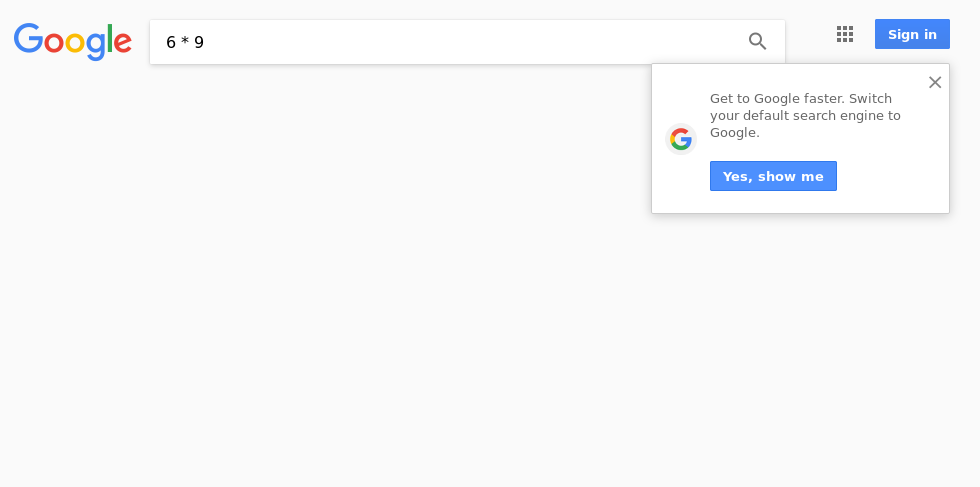 Google
6 * 9
Sign in
Get to Google faster. Switch
your default search engine to
Google.
Yes, show me